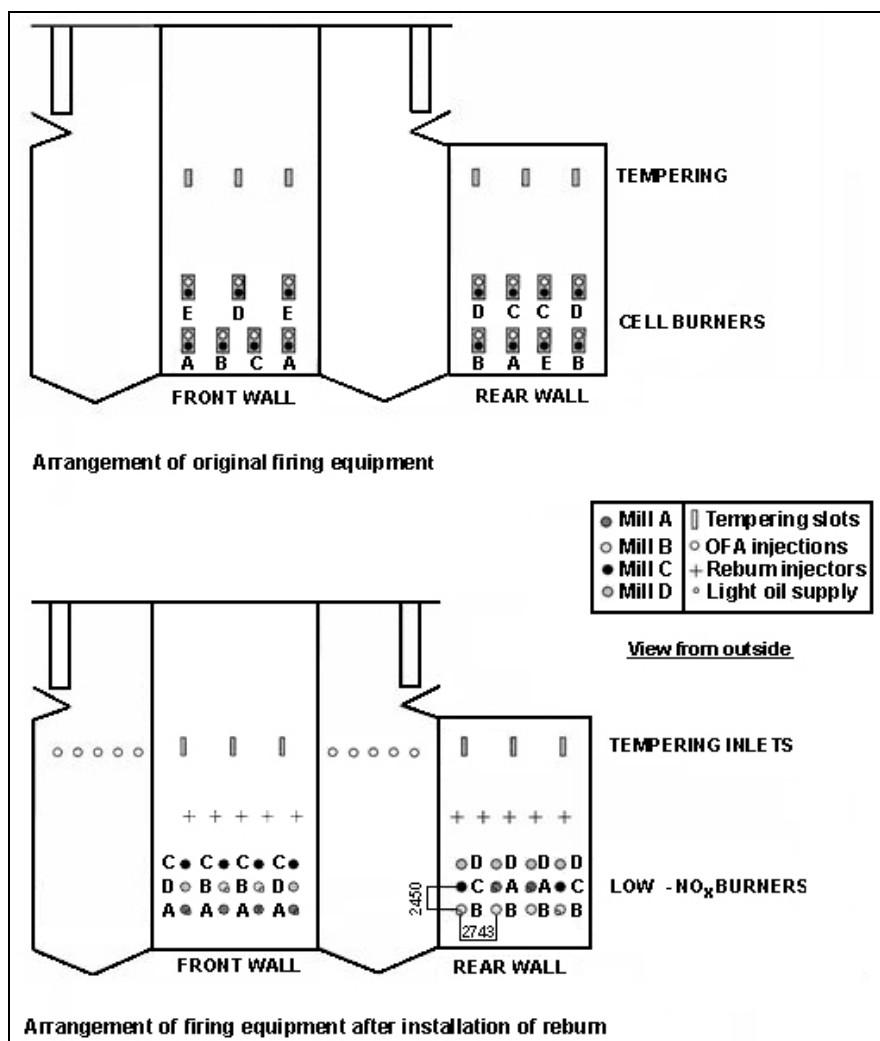 TEMPERING
E D E
D C C D
CELL BURNERS
A B C A
B A E B
FRONT WALL
REAR WALL
Arrangement of original firing equipment
Mill A Tempering slots
Mill B OFA injections
Mill C Reburn injectors
Mill D Light oil supply
View from outside
TEMPERING INLETS
C C C C
D D D D
D B B D
C A A C
LOW - NOx BURNERS
2450
A A A A
B B B B
2743
FRONT WALL
REAR WALL
Arrangement of firing equipment after installation of reburn